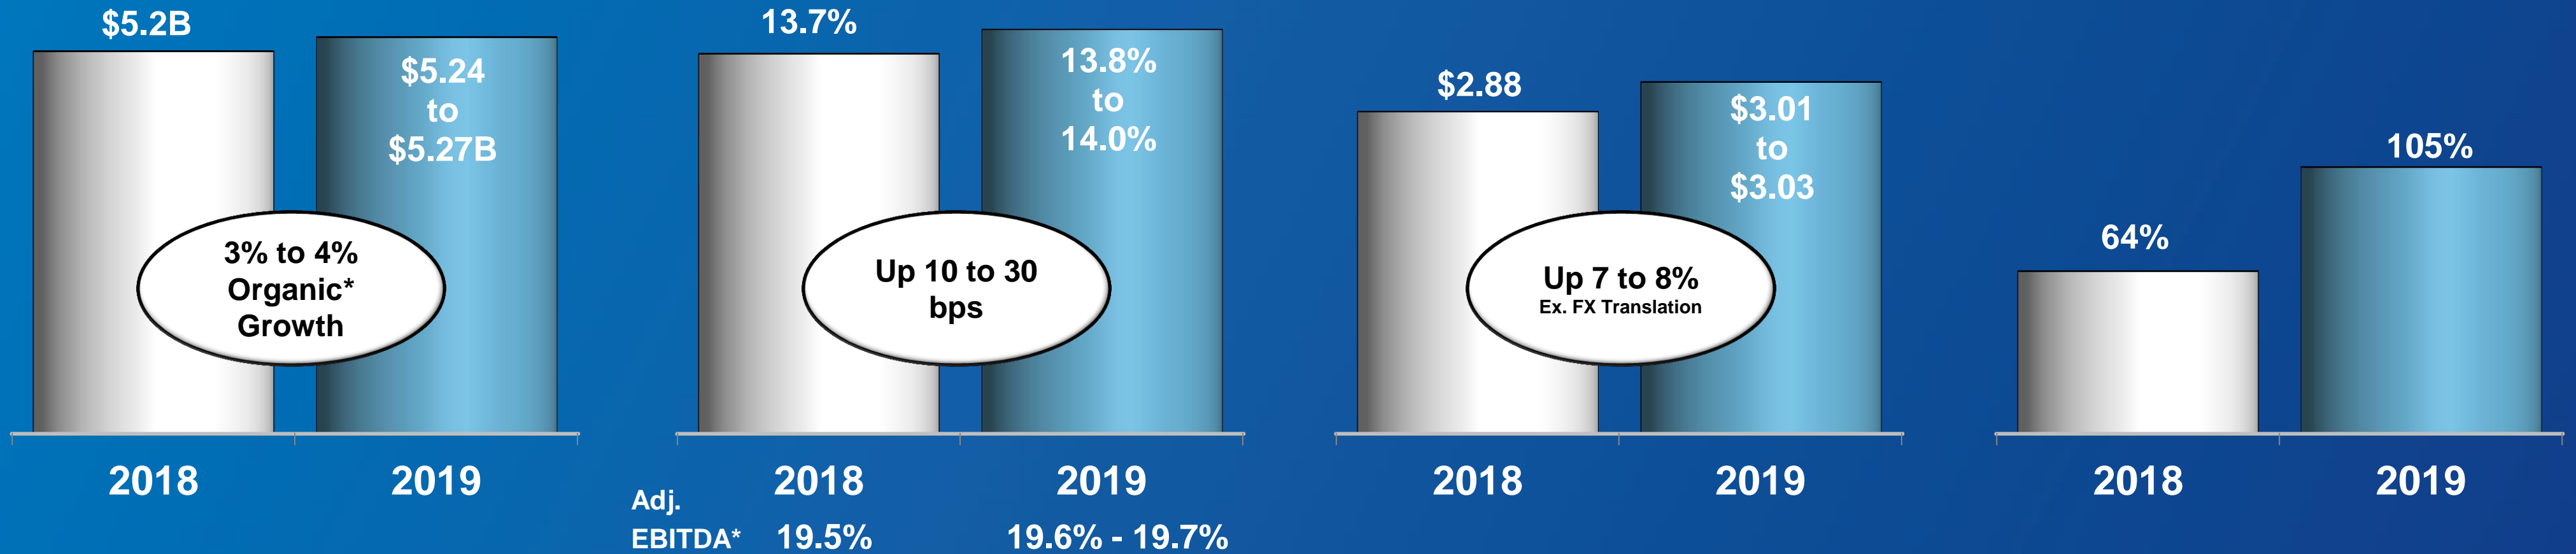 $5.2B
$5.24
to
$5.27B
3% to 4%
Organic*
Growth
2018
2019
13.7%
13.8%
to
14.0%
Up 10 to 30
bps
2018
2019
Adj.
EBITDA*
19.5%
19.6% - 19.7%
$2.88
$3.01
to
$3.03
Up 7 to 8%
Ex. FX Translation
2018
2019
64%
105%
2018
2019